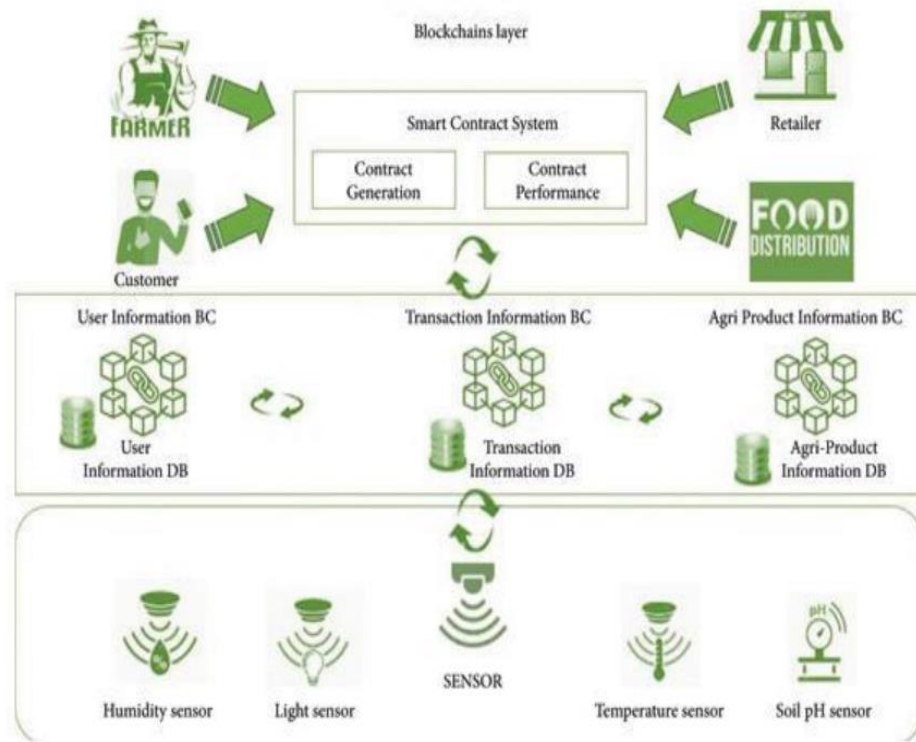 Blockchains layer
SHOP
FARMER
Retailer
Smart Contract System
Contract
Generation
Contract
Performance
FOOD
DISTRIBUTION
Customer
User Information BC
Transaction Information BC
Agri Product Information BC
User
Information DB
Transaction
Information DB
Agri-Product
Information DB
%
pH
SENSOR
Humidity sensor
Light sensor
Temperature sensor
Soil pH sensor